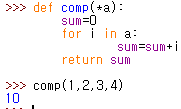 >>> def comp(*a):
        sum=0
        for i in a:
                sum=sum+i
        return sum
>>> comp(1,2,3,4)
10